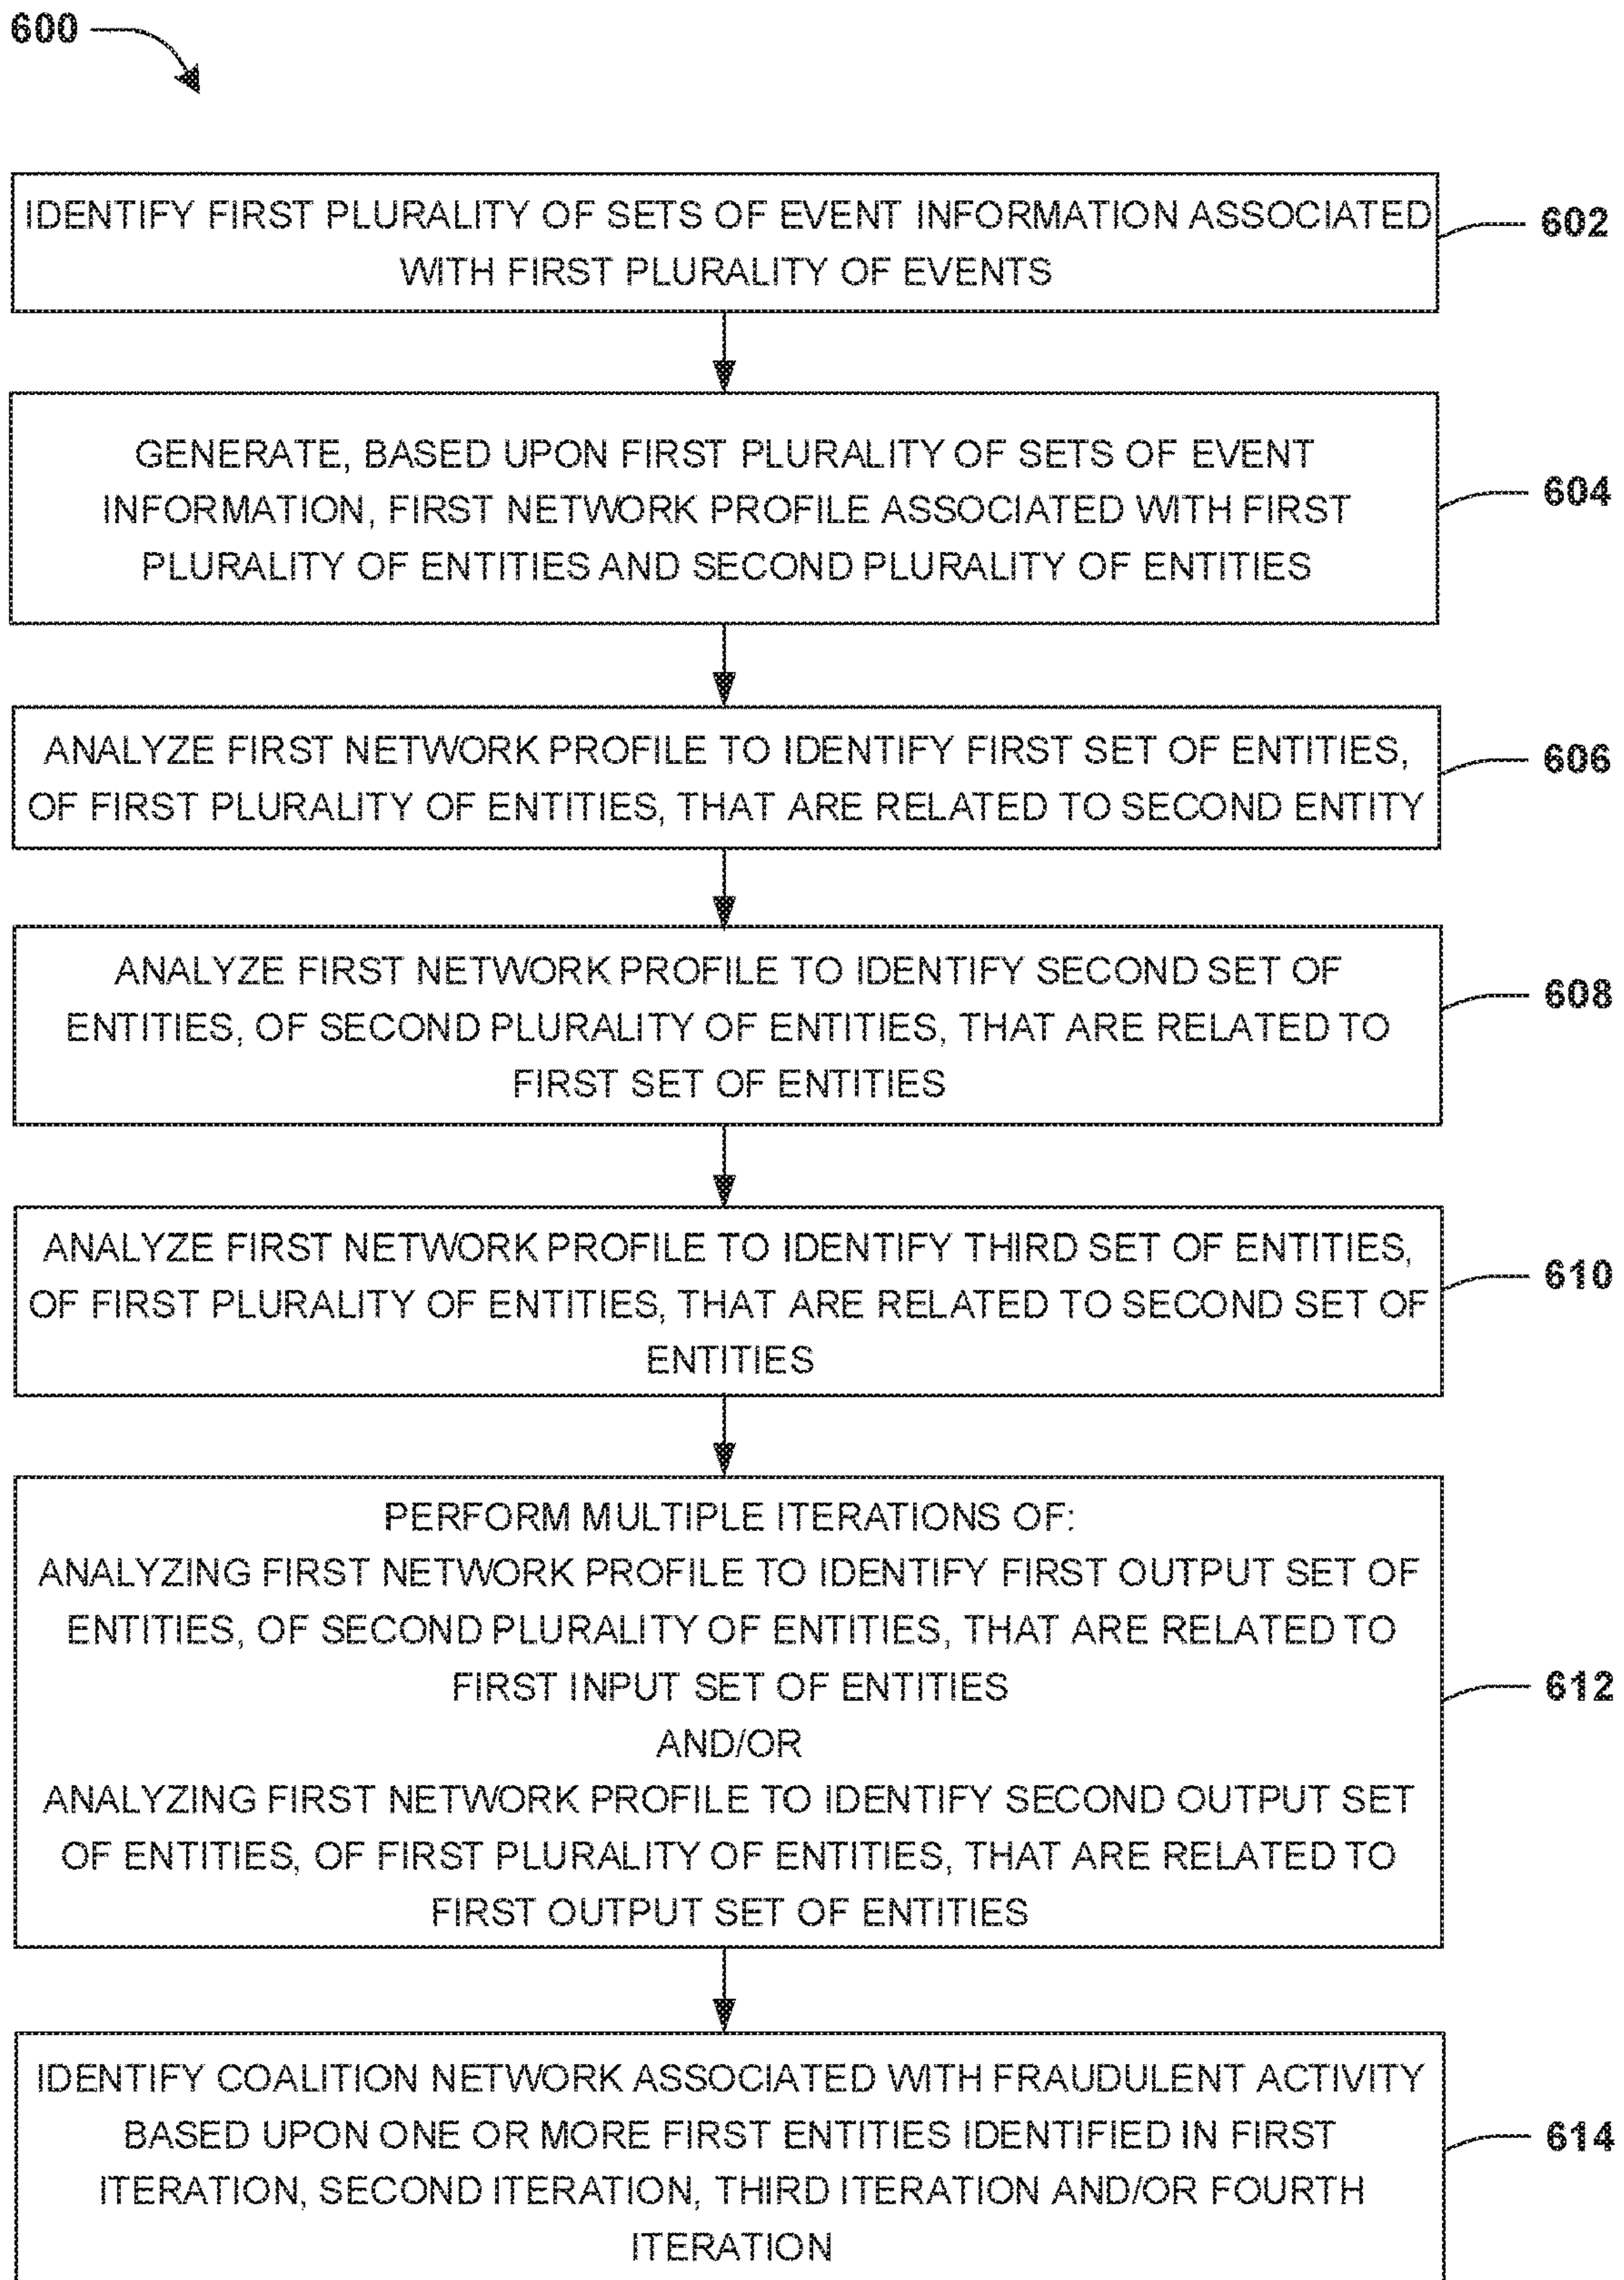 600
IDENTIFY FIRST PLURALITY OF SETS OF EVENT INFORMATION ASSOCIATED
WITH FIRST PLURALITY OF EVENTS
602
GENERATE, BASED UPON FIRST PLURALITY OF SETS OF EVENT
INFORMATION, FIRST NETWORK PROFILE ASSOCIATED WITH FIRST
PLURALITY OF ENTITIES AND SECOND PLURALITY OF ENTITIES
604
ANALYZE FIRST NETWORK PROFILE TO IDENTIFY FIRST SET OF ENTITIES,
OF FIRST PLURALITY OF ENTITIES, THAT ARE RELATED TO SECOND ENTITY
606
ANALYZE FIRST NETWORK PROFILE TO IDENTIFY SECOND SET OF
ENTITIES, OF SECOND PLURALITY OF ENTITIES, THAT ARE RELATED TO
FIRST SET OF ENTITIES
608
ANALYZE FIRST NETWORK PROFILE TO IDENTIFY THIRD SET OF ENTITIES,
OF FIRST PLURALITY OF ENTITIES, THAT ARE RELATED TO SECOND SET OF
ENTITIES
610
PERFORM MULTIPLE ITERATIONS OF:
ANALYZING FIRST NETWORK PROFILE TO IDENTIFY FIRST OUTPUT SET OF
ENTITIES, OF SECOND PLURALITY OF ENTITIES, THAT ARE RELATED TO
FIRST INPUT SET OF ENTITIES
AND/OR
ANALYZING FIRST NETWORK PROFILE TO IDENTIFY SECOND OUTPUT SET
OF ENTITIES, OF FIRST PLURALITY OF ENTITIES, THAT ARE RELATED TO
FIRST OUTPUT SET OF ENTITIES
612
IDENTIFY COALITION NETWORK ASSOCIATED WITH FRAUDULENT ACTIVITY
BASED UPON ONE OR MORE FIRST ENTITIES IDENTIFIED IN FIRST
ITERATION, SECOND ITERATION, THIRD ITERATION AND/OR FOURTH
ITERATION
614